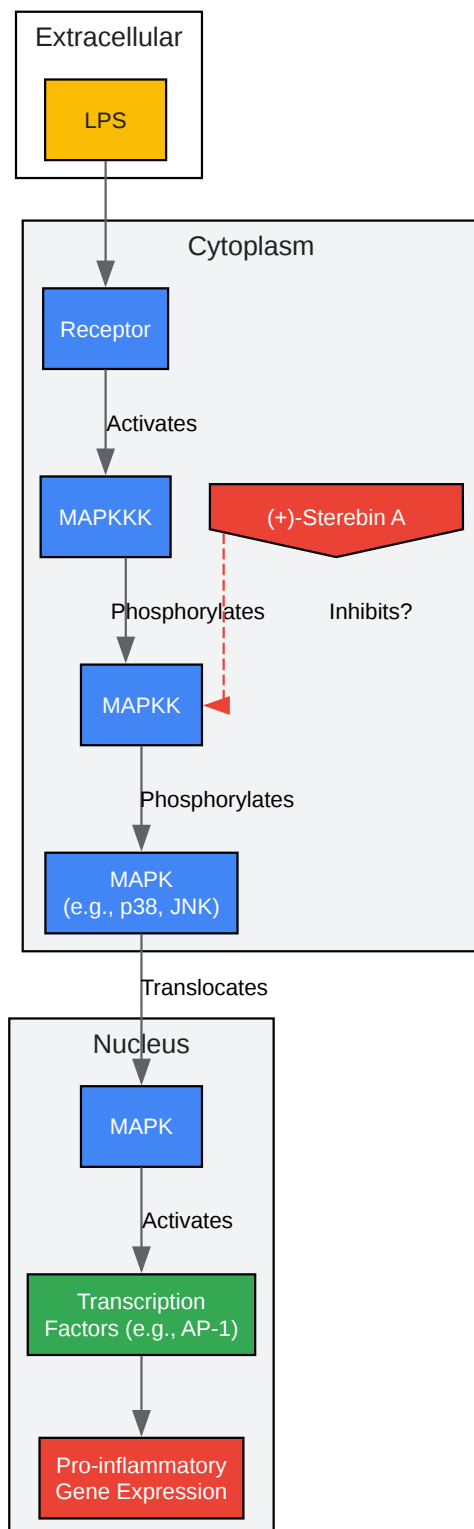 Extracellular
LPS
Cytoplasm
Receptor
Activates
MAPKKK
(+)-Sterebin A
Phosphorylates
Inhibits?
MAPKK
Phosphorylates
MAPK
(e.g., p38, JNK)
Translocates
Nucleus
MAPK
Activates
Transcription
Factors (e.g., AP-1)
Pro-inflammatory
Gene Expression